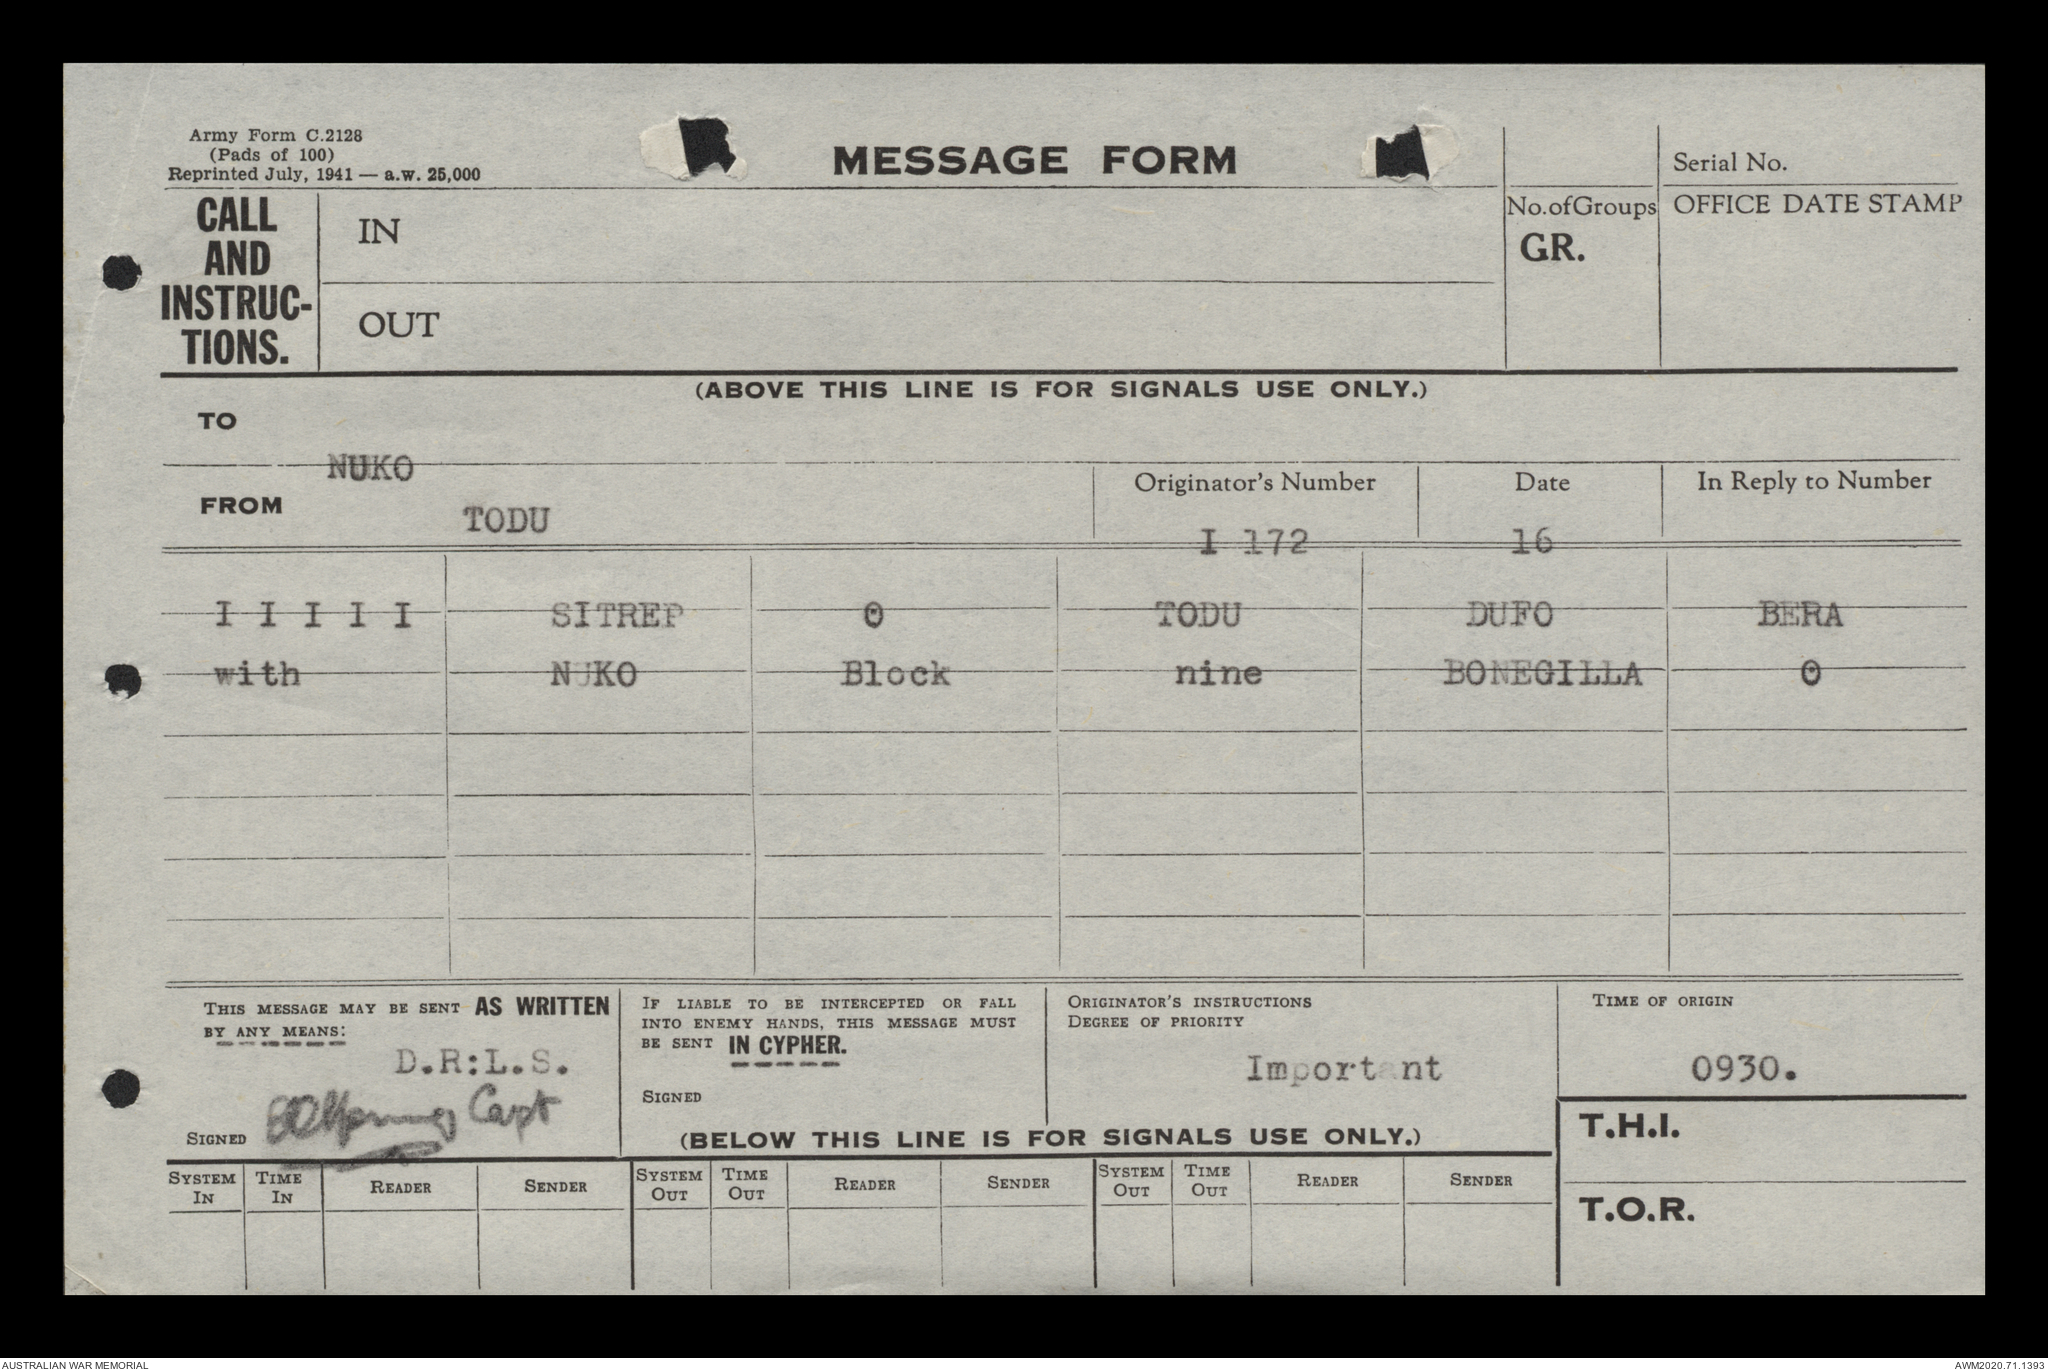 Army Form C.2128
(Pads of 100)
Reprinted July, 1941 — a.w. 25,000
MESSAGE FORM
Serial No.
CALL AND INSTRUC-TIONS.
IN
No.ofGroups
GR.
OFFICE DATE STAMP
OUT
(ABOVE THIS LINE IS FOR SIGNALS USE ONLY.)
TO
NUKO
FROM
TODU
Originator's Number
I 172
Date
16
In Reply to Number
I I I I I SITREP 0 TODU DUFO BERA
with NUKO Block nine BONEGILLA 0
THIS MESSAGE MAY BE SENT AS WRITTEN
BY ANY MEANS:
D.R:L.S.
SIGNED Capt
IF LIABLE TO BE INTERCEPTED OR FALL
INTO ENEMY HANDS, THIS MESSAGE MUST
BE SENT IN CYPHER.
SIGNED
ORIGINATOR'S INSTRUCTIONS
DEGREE OF PRIORITY
Important
TIME OF ORIGIN
0930.
(BELOW THIS LINE IS FOR SIGNALS USE ONLY.)
T.H.I.
T.O.R.
SYSTEM IN TIME IN READER SENDER SYSTEM OUT TIME OUT READER SENDER SYSTEM OUT TIME OUT READER SENDER
AUSTRALIAN WAR MEMORIAL
AWM2020.71.1393